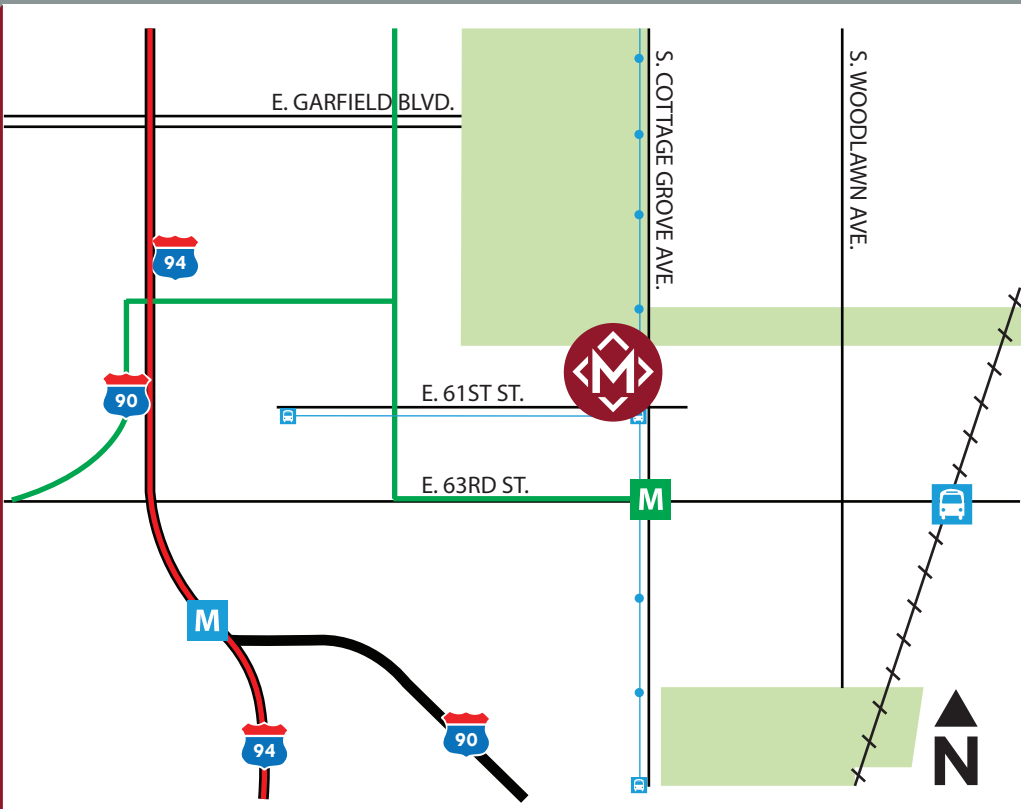 E. GARFIELD BLVD.
S. COTTAGE GROVE AVE.
S. WOODLAWN AVE.
94
M
90
E. 61ST ST.
E. 63RD ST.
M
M
94
90
N